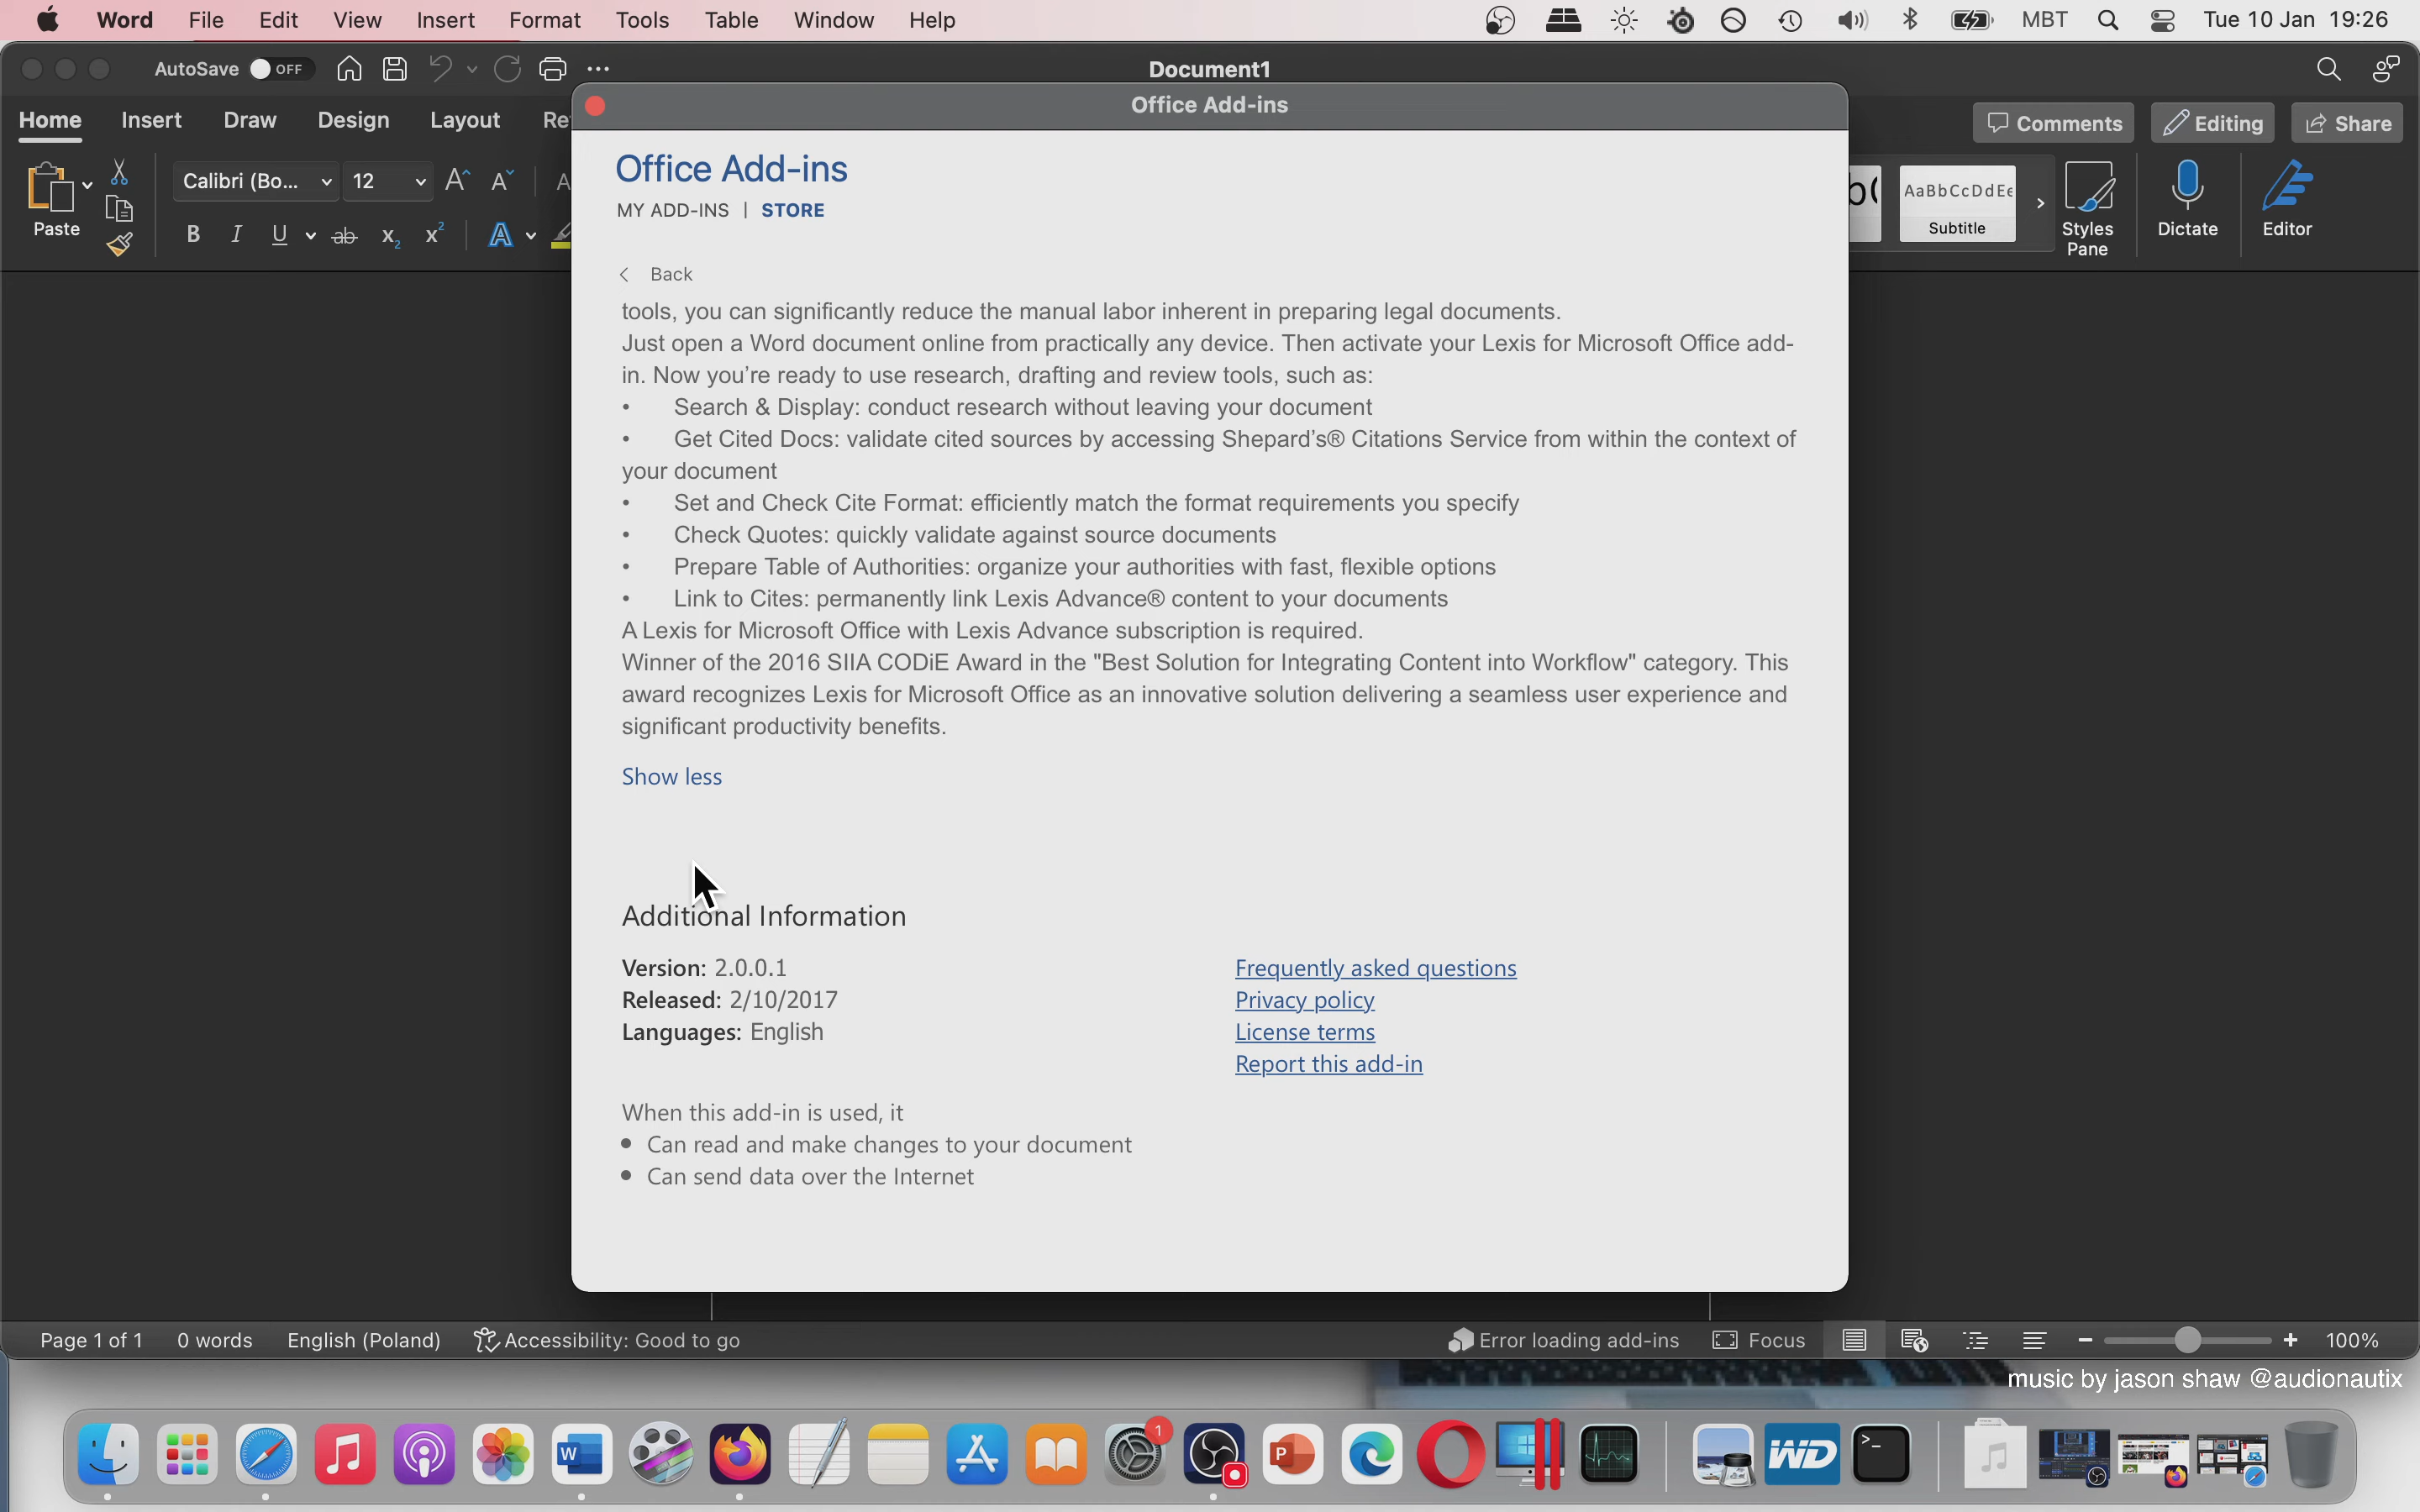 Word File Edit View Insert Format Tools Table Window Help MBT Tue 10 Jan 19:26
AutoSave OFF Document1
Office Add-ins
Home Insert Draw Design Layout Comments Editing Share
Calibri (Bo... 12
Paste
AaBbCcDdEe
Subtitle
Styles
Pane
Dictate
Editor
Office Add-ins
MY ADD-INS | STORE
< Back
tools, you can significantly reduce the manual labor inherent in preparing legal documents.
Just open a Word document online from practically any device. Then activate your Lexis for Microsoft Office add-
in. Now you're ready to use research, drafting and review tools, such as:
• Search & Display: conduct research without leaving your document
• Get Cited Docs: validate cited sources by accessing Shepard's® Citations Service from within the context of
your document
• Set and Check Cite Format: efficiently match the format requirements you specify
• Check Quotes: quickly validate against source documents
• Prepare Table of Authorities: organize your authorities with fast, flexible options
• Link to Cites: permanently link Lexis Advance® content to your documents
A Lexis for Microsoft Office with Lexis Advance subscription is required.
Winner of the 2016 SIIA CODiE Award in the "Best Solution for Integrating Content into Workflow" category. This
award recognizes Lexis for Microsoft Office as an innovative solution delivering a seamless user experience and
significant productivity benefits.
Show less
Additional Information
Version: 2.0.0.1
Released: 2/10/2017
Languages: English
Frequently asked questions
Privacy policy
License terms
Report this add-in
When this add-in is used, it
• Can read and make changes to your document
• Can send data over the Internet
Page 1 of 1 0 words English (Poland) Accessibility: Good to go Error loading add-ins Focus 100%
music by jason shaw @audionautix